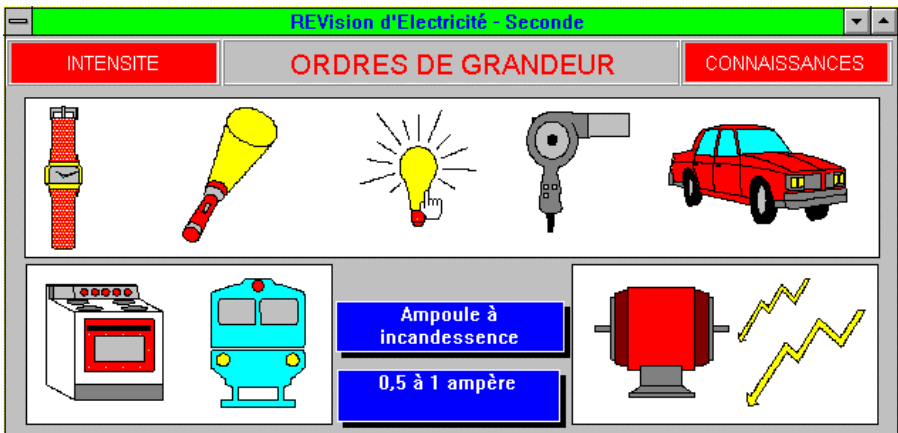 REVision d'Electricité - Seconde
INTENSITE
ORDRES DE GRANDEUR
CONNAISSANCES
Ampoule à
incandessence
0,5 à 1 ampère